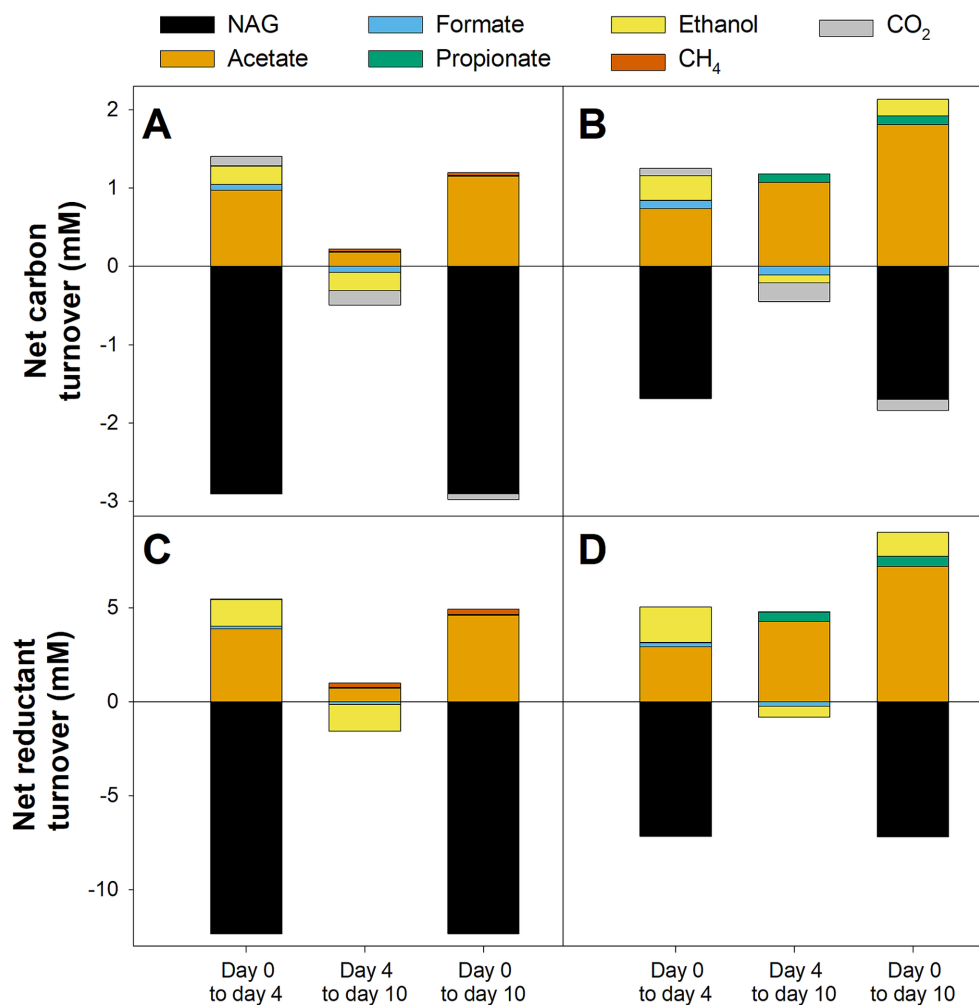 NAG Formate Ethanol CO₂
Acetate Propionate CH₄
A B
Net carbon
turnover (mM)
2
1
0
-1
-2
-3
C D
Net reductant
turnover (mM)
5
0
-5
-10
Day 0 Day 4 Day 0 Day 0 Day 4 Day 0
to day 4 to day 10 to day 10 to day 4 to day 10 to day 10